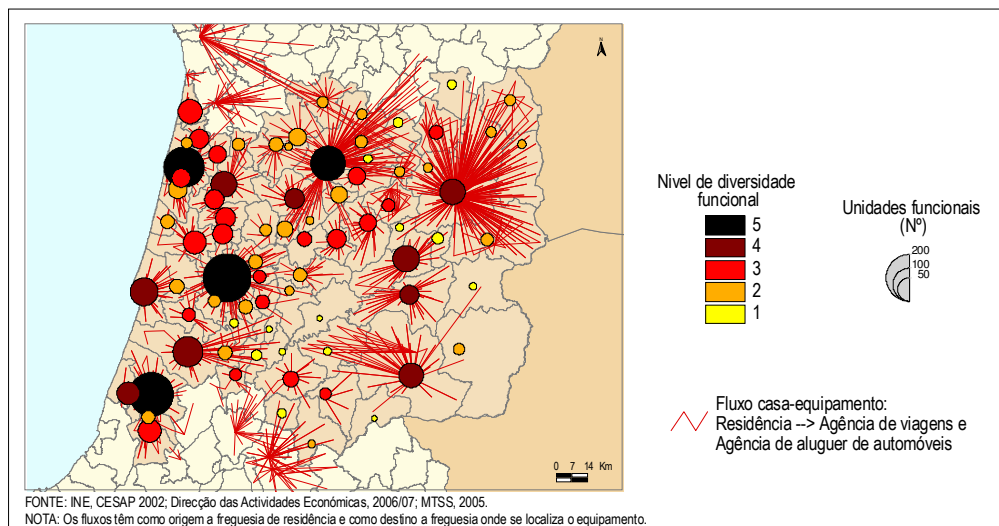 N
Nivel de diversidade
funcional
5
4
3
2
1
Unidades funcionais
(Nº)
200
100
50
Fluxo casa-equipamento:
Residência --> Agência de viagens e
Agência de aluguer de automóveis
0 7 14 Km
FONTE: INE, CESAP 2002; Direcção das Actividades Económicas, 2006/07; MTSS, 2005.
NOTA: Os fluxos têm como origem a freguesia de residência e como destino a freguesia onde se localiza o equipamento.